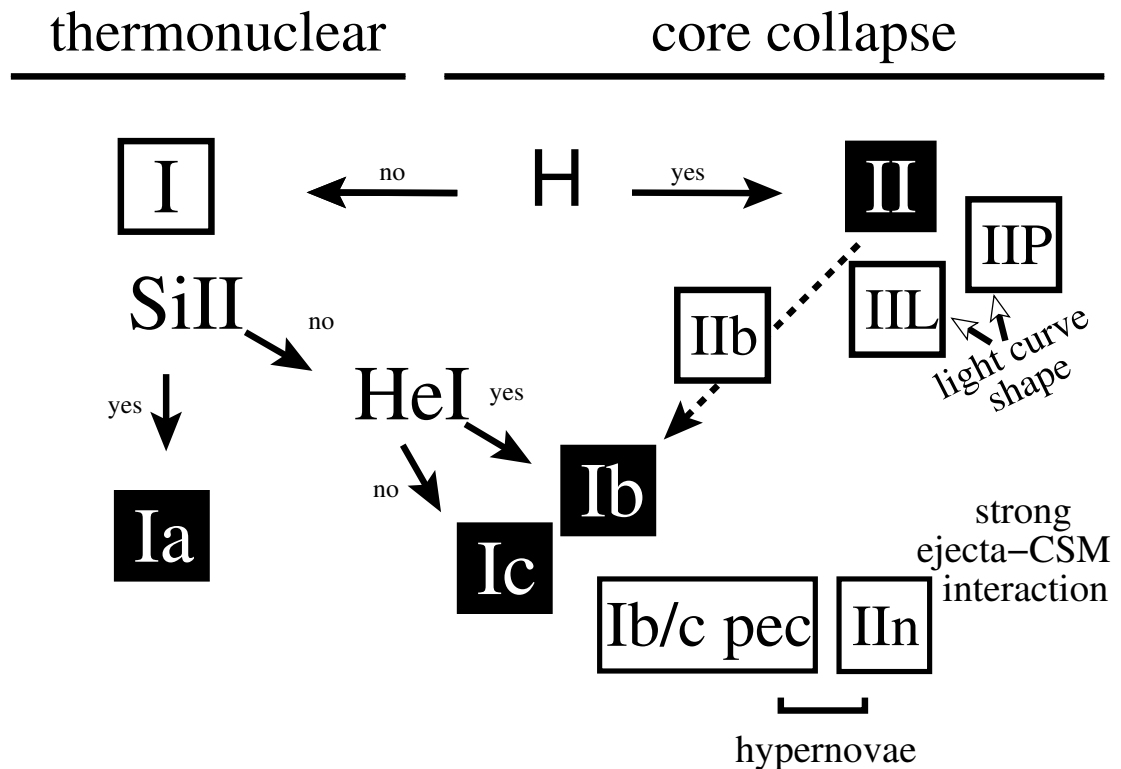 thermonuclear
core collapse
I
no
H
yes
II
IIP
SiII
no
IIb
IIL
light curve
shape
yes
HeI
yes
no
Ib
Ia
Ic
strong
ejecta−CSM
interaction
Ib/c pec
IIn
hypernovae